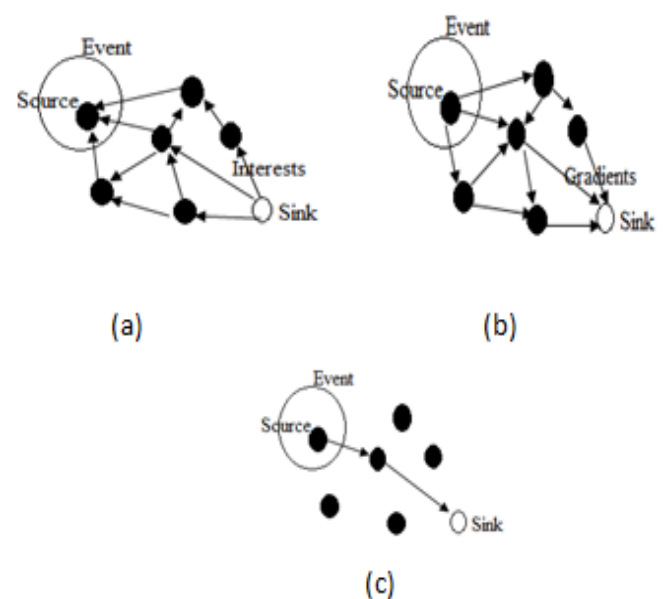 Event
Source
Interests
Sink
(a)
Event
Source
Gradients
Sink
(b)
Event
Source
Sink
(c)